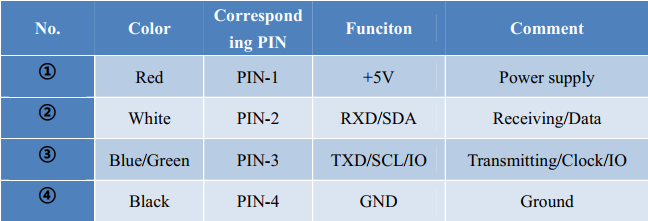 No. Color Correspond
ing PIN Funciton Comment
① Red PIN-1 +5V Power supply
② White PIN-2 RXD/SDA Receiving/Data
③ Blue/Green PIN-3 TXD/SCL/IO Transmitting/Clock/IO
④ Black PIN-4 GND Ground